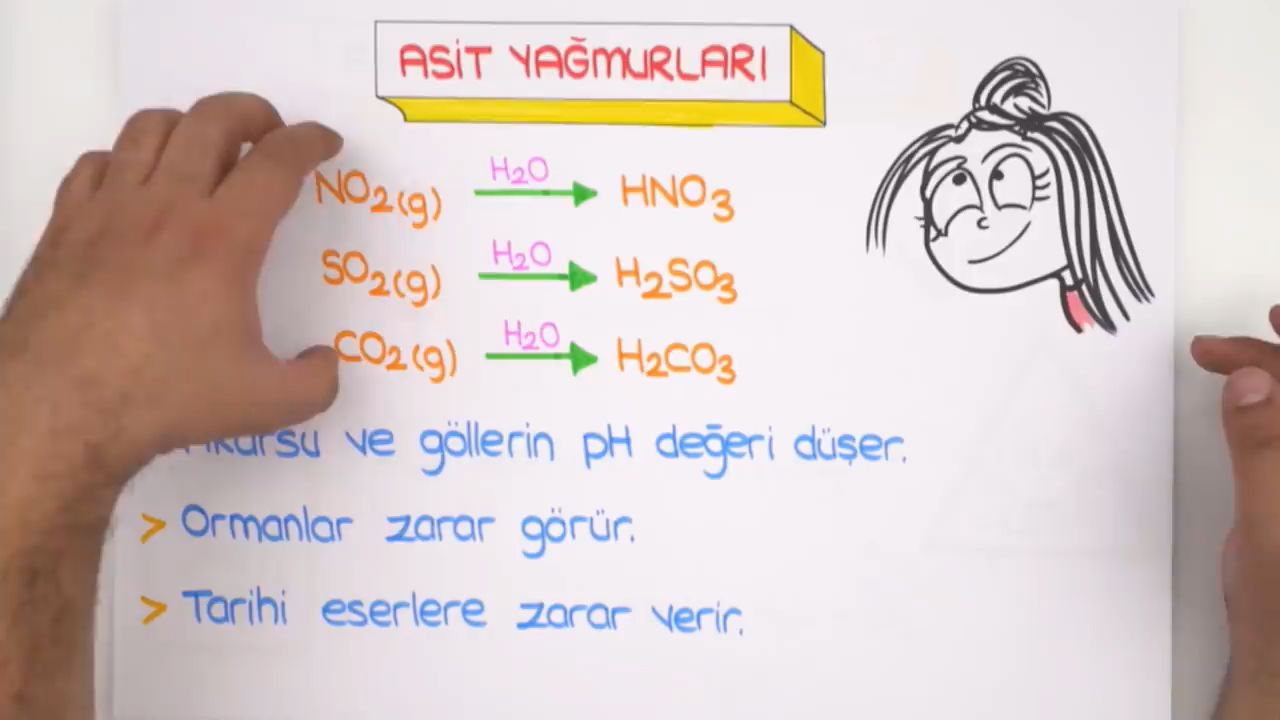 ASİT YAĞMURLARI
NO2(g) H2O HNO3
SO2(g) H2O H2SO3
CO2(g) H2O H2CO3
Akarsu ve göllerin pH değeri düşer.
> Ormanlar zarar görür.
> Tarihi eserlere zarar verir.